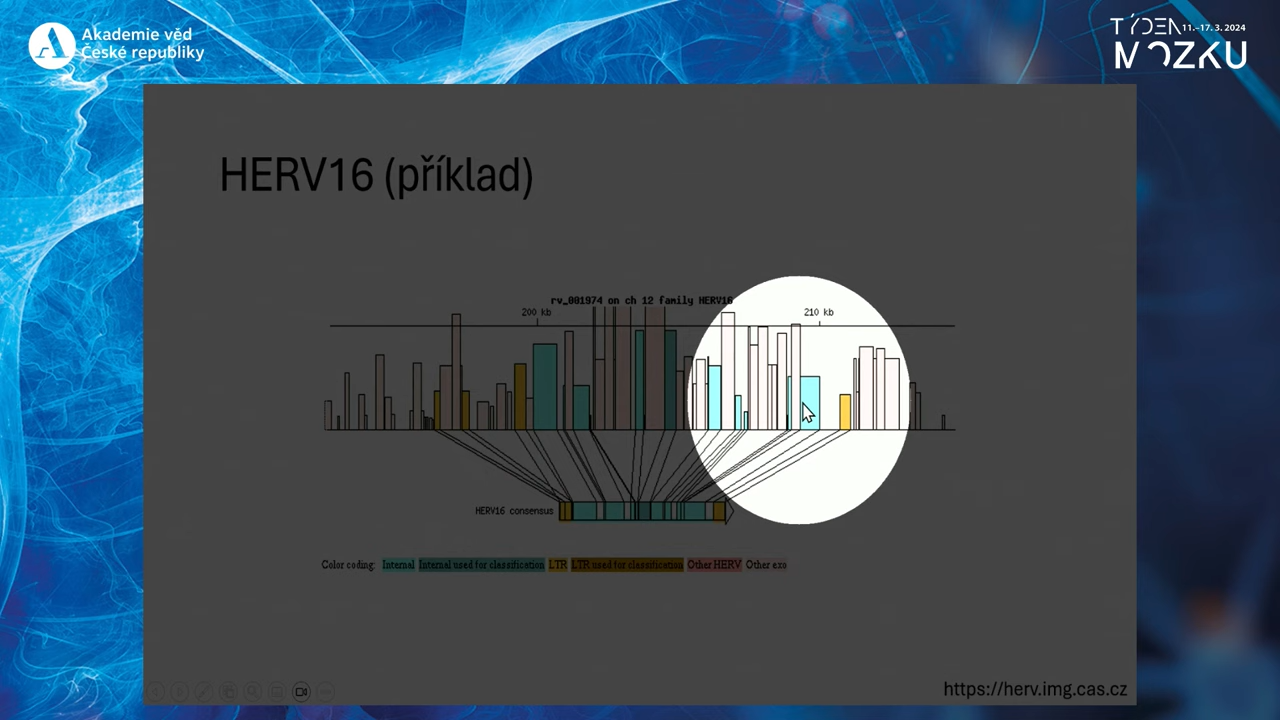 Akademie věd
České republiky
TÝDEN 11.–17. 3. 2024
MOZKU
HERV16 (příklad)
rv_001974 on ch 12 family HERV16
200 kb
210 kb
HERV16 consensus
Color coding: Internal Internal used for classification LTR LTR used for classification Other HERV Other exo
https://herv.img.cas.cz